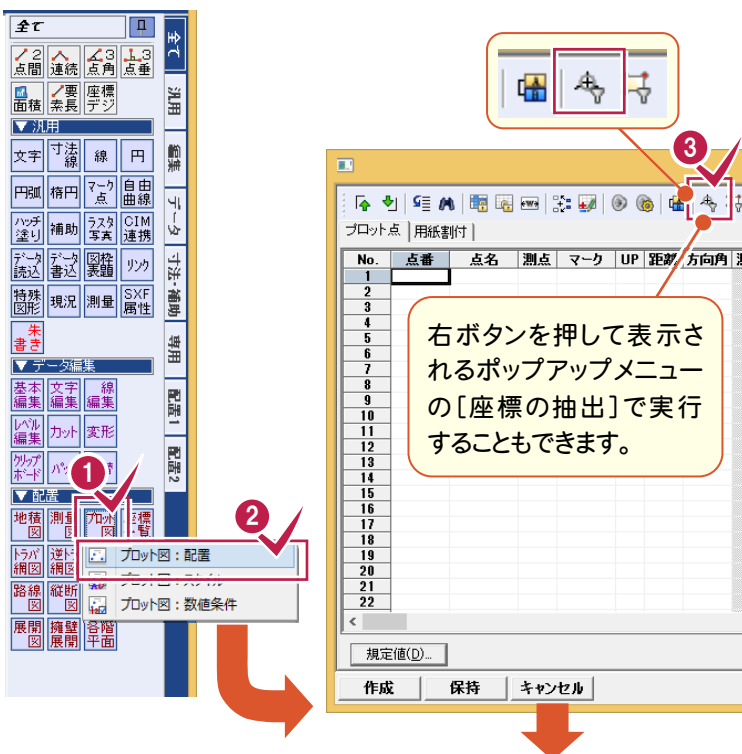 全て
2点間 連続 3点角 3点垂
面積 要素長 座標デジ
▼汎用
文字 寸法線 線 円
円弧 楕円 マーク点 自由曲線
ハッチ塗り 補助 ラスタ写真 CIM連携
データ読込 データ書込 図枠表題 リンク
特殊図形 現況 測量 SXF属性
朱書き
▼データ編集
基本編集 文字編集 線編集
レベル編集 カット 変形
クリップボード
▼配置
地積図 プロット図
トラバ網図
路線図 縦断図
展開図 擁壁展開 各階平面
全て
汎用
編集
データ
寸法・補助
専用
配置1
配置2
1
2
プロット図：配置
プロット図：数値条件
3
プロット点 用紙割付
No. 点番 点名 測点 マーク UP 距離 方向角
1
2
3
4
5
6
7
8
9
10
11
12
13
14
15
16
17
18
19
20
21
22
右ボタンを押して表示さ
れるポップアップメニュー
の［座標の抽出］で実行
することもできます。
規定値(D)...
作成 保持 キャンセル